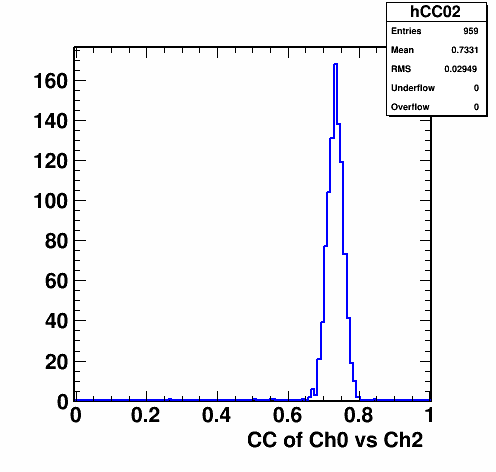 hCC02
Entries 959
Mean 0.7331
RMS 0.02949
Underflow 0
Overflow 0
160
140
120
100
80
60
40
20
0
0 0.2 0.4 0.6 0.8 1
CC of Ch0 vs Ch2